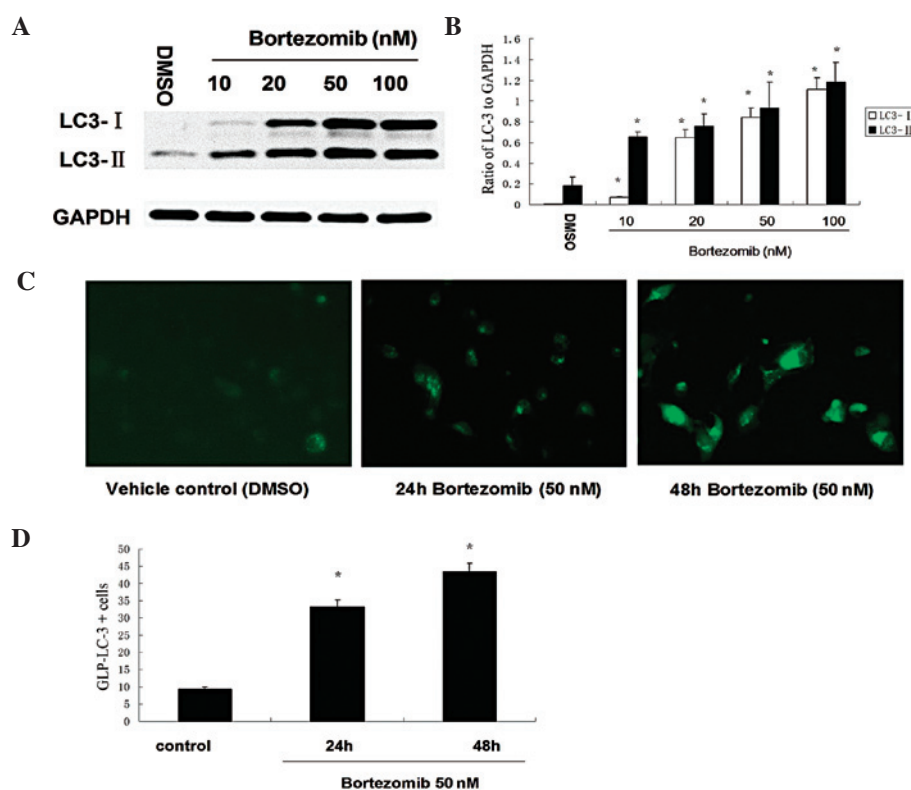 A
Bortezomib (nM)
DMSO
10 20 50 100
LC3-Ⅰ
LC3-Ⅱ
GAPDH
B
Ratio of LC-3 to GAPDH
1.6
1.4
1.2
1
0.8
0.6
0.4
0.2
0
* * * * * * * *
LC3-Ⅰ
LC3-Ⅱ
DMSO
10 20 50 100
Bortezomib (nM)
C
Vehicle control (DMSO)
24h Bortezomib (50 nM)
48h Bortezomib (50 nM)
D
GLP-LC-3 + cells
50
45
40
35
30
25
20
15
10
5
0
* *
control 24h 48h
Bortezomib 50 nM